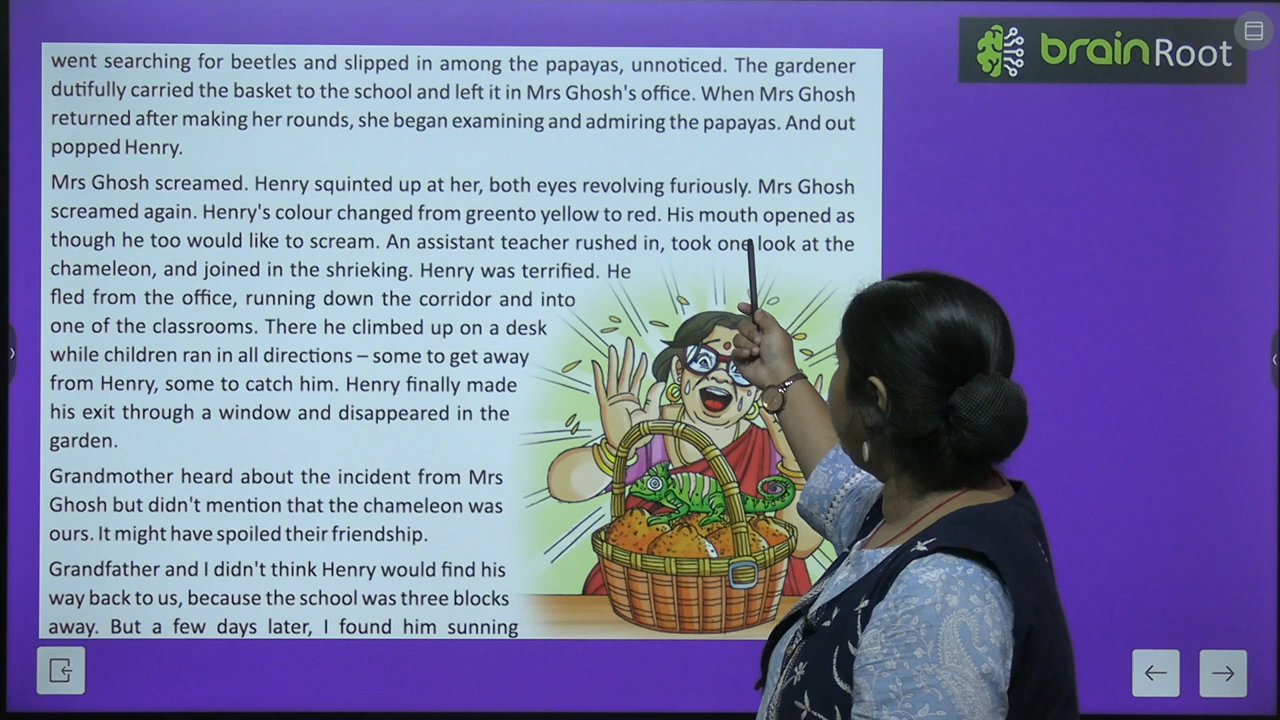 brainRoot
went searching for beetles and slipped in among the papayas, unnoticed. The gardener
dutifully carried the basket to the school and left it in Mrs Ghosh's office. When Mrs Ghosh
returned after making her rounds, she began examining and admiring the papayas. And out
popped Henry.
Mrs Ghosh screamed. Henry squinted up at her, both eyes revolving furiously. Mrs Ghosh
screamed again. Henry's colour changed from greento yellow to red. His mouth opened as
though he too would like to scream. An assistant teacher rushed in, took one look at the
chameleon, and joined in the shrieking. Henry was terrified. He
fled from the office, running down the corridor and into
one of the classrooms. There he climbed up on a desk
while children ran in all directions – some to get away
from Henry, some to catch him. Henry finally made
his exit through a window and disappeared in the
garden.
Grandmother heard about the incident from Mrs
Ghosh but didn't mention that the chameleon was
ours. It might have spoiled their friendship.
Grandfather and I didn't think Henry would find his
way back to us, because the school was three blocks
away. But a few days later, I found him sunning